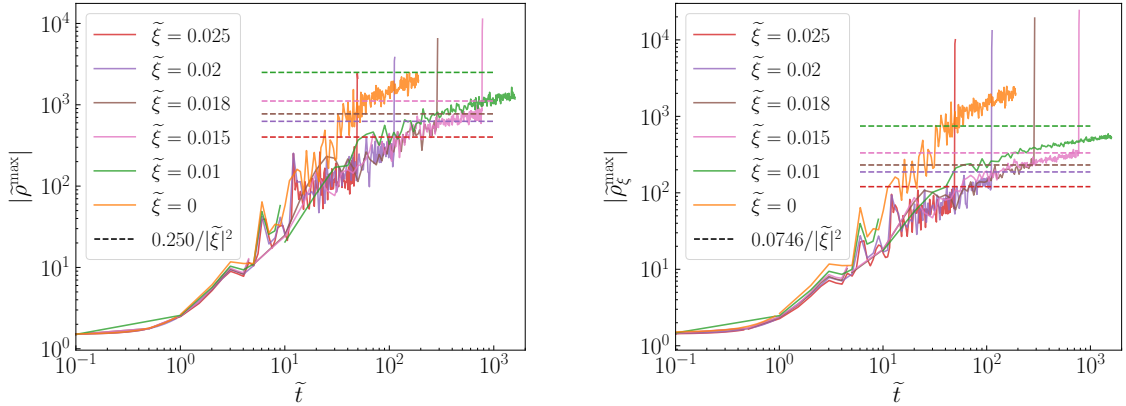 |ρ̃^max|
10^4
10^3
10^2
10^1
10^0
ξ̃ = 0.025
ξ̃ = 0.02
ξ̃ = 0.018
ξ̃ = 0.015
ξ̃ = 0.01
ξ̃ = 0
0.250/|ξ̃|^2
10^-1 10^0 10^1 10^2 10^3
t̃
|ρ̃_ξ^max|
10^4
10^3
10^2
10^1
10^0
ξ̃ = 0.025
ξ̃ = 0.02
ξ̃ = 0.018
ξ̃ = 0.015
ξ̃ = 0.01
ξ̃ = 0
0.0746/|ξ̃|^2
10^-1 10^0 10^1 10^2 10^3
t̃